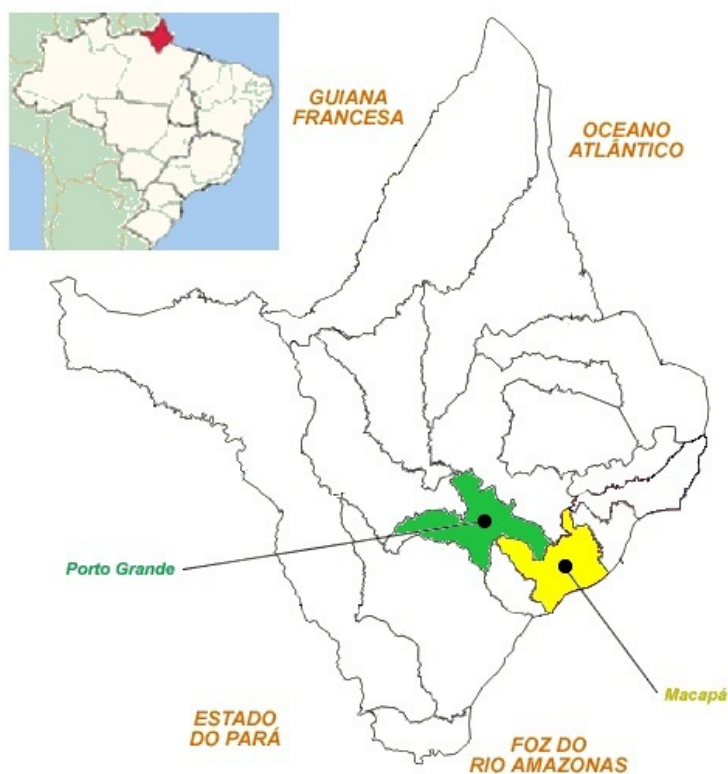 GUIANA
FRANCESA
OCEANO
ATLÂNTICO
Porto Grande
Macapá
ESTADO
DO PARÁ
FOZ DO
RIO AMAZONAS